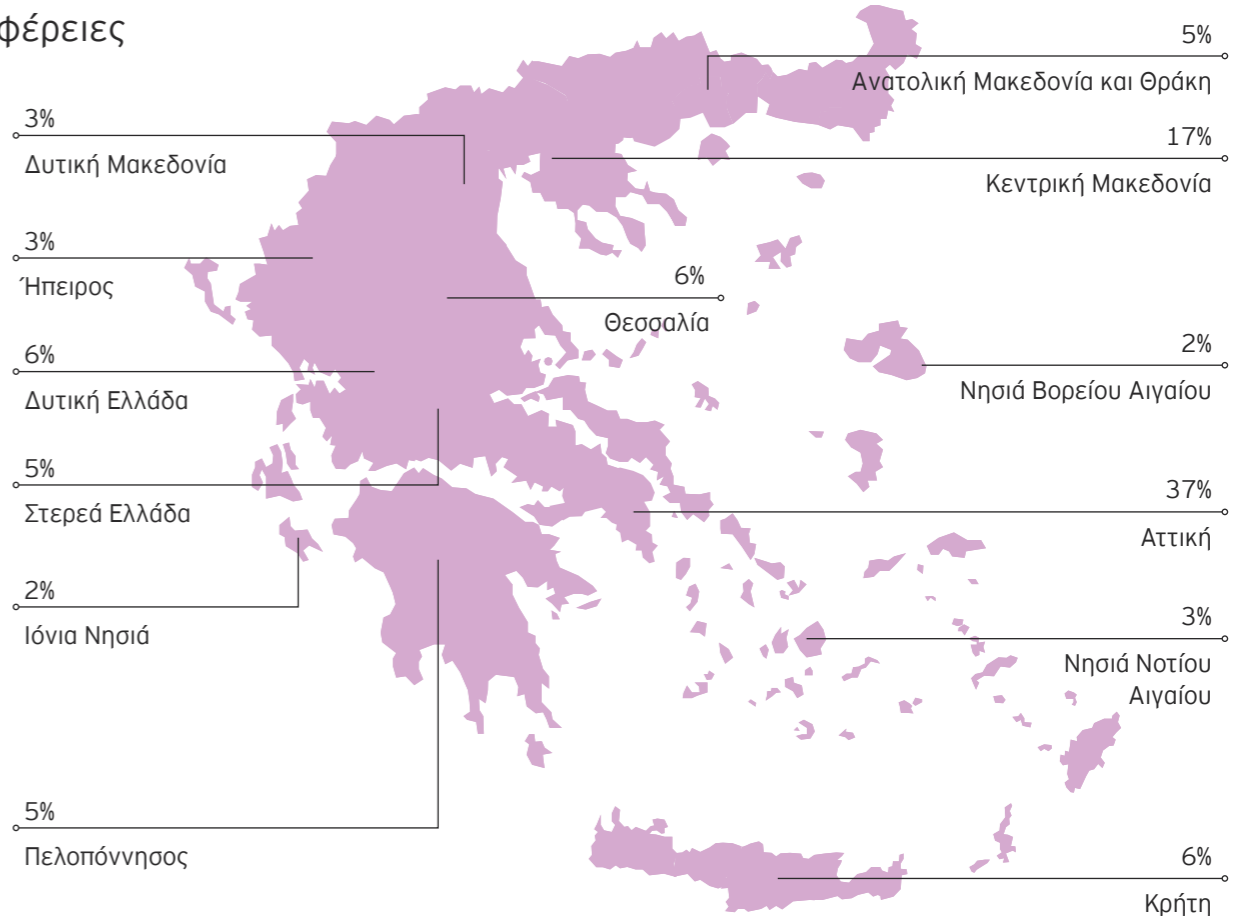 φέρειες
5%
Ανατολική Μακεδονία και Θράκη
3%
Δυτική Μακεδονία
17%
Κεντρική Μακεδονία
3%
Ήπειρος
6%
Θεσσαλία
6%
Δυτική Ελλάδα
2%
Νησιά Βορείου Αιγαίου
5%
Στερεά Ελλάδα
37%
Αττική
2%
Ιόνια Νησιά
3%
Νησιά Νοτίου
Αιγαίου
5%
Πελοπόννησος
6%
Κρήτη